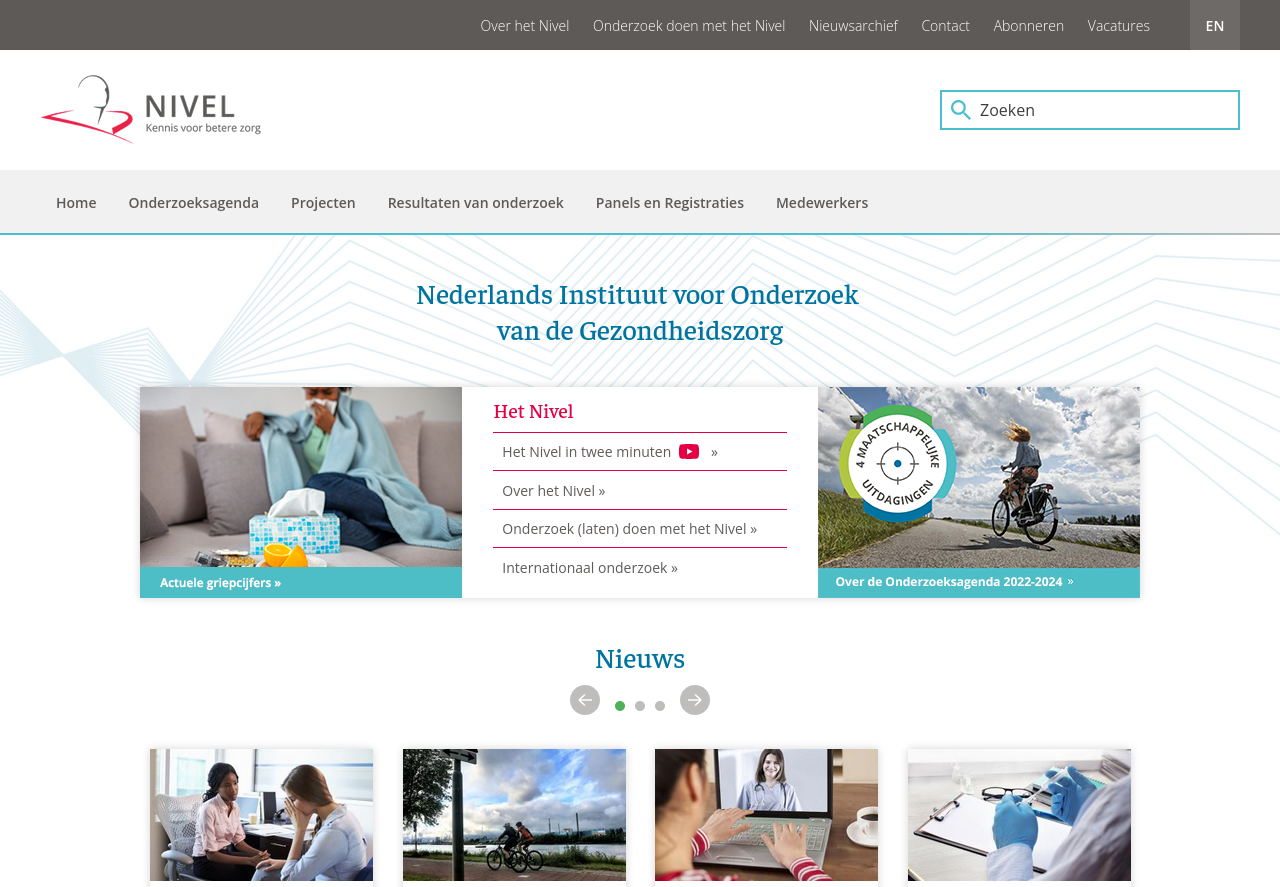 Over het Nivel Onderzoek doen met het Nivel Nieuwsarchief Contact Abonneren Vacatures EN
NIVEL
Kennis voor betere zorg
Zoeken
Home Onderzoeksagenda Projecten Resultaten van onderzoek Panels en Registraties Medewerkers
Nederlands Instituut voor Onderzoek
van de Gezondheidszorg
Het Nivel
Het Nivel in twee minuten »
Over het Nivel »
Onderzoek (laten) doen met het Nivel »
Internationaal onderzoek »
Actuele griepcijfers »
4 MAATSCHAPPELIJKE
UITDAGINGEN
Over de Onderzoeksagenda 2022-2024 »
Nieuws